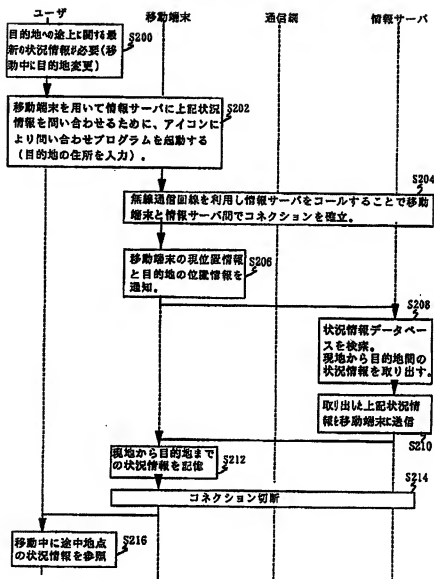 ユーザ
移動端末
通信網
情報サーバ
目的地への途上に関する最
新の状況情報が必要(移
動中に目的地変更)
S200
移動端末を用いて情報サーバに上記状況
情報を問い合わせるために、アイコンに
より問い合わせプログラムを起動する
(目的地の住所を入力)。
S202
S204
無線通信回線を利用し情報サーバをコールすることで移動
端末と情報サーバ間でコネクションを確立。
移動端末の現位置情報
と目的地の位置情報を
通知。
S206
S208
状況情報データベ
ースを検索。
現地から目的地間の
状況情報を取り出す。
取り出した上記状況情
報を移動端末に送信
S210
現地から目的地まで
の状況情報を記憶
S212
S214
コネクション切断
移動中に途中地点
の状況情報を参照
S216